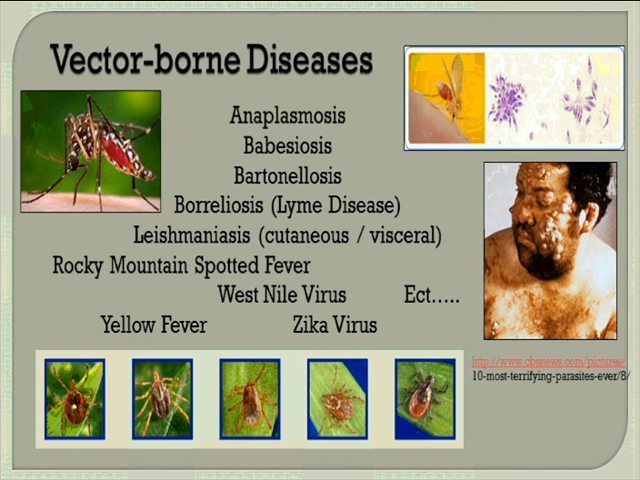 Vector-borne Diseases
Anaplasmosis
Babesiosis
Bartonellosis
Borreliosis (Lyme Disease)
Leishmaniasis (cutaneous / visceral)
Rocky Mountain Spotted Fever
West Nile Virus Ect…..
Yellow Fever Zika Virus
http://www.cbsnews.com/pictures/
10-most-terrifying-parasites-ever/8/